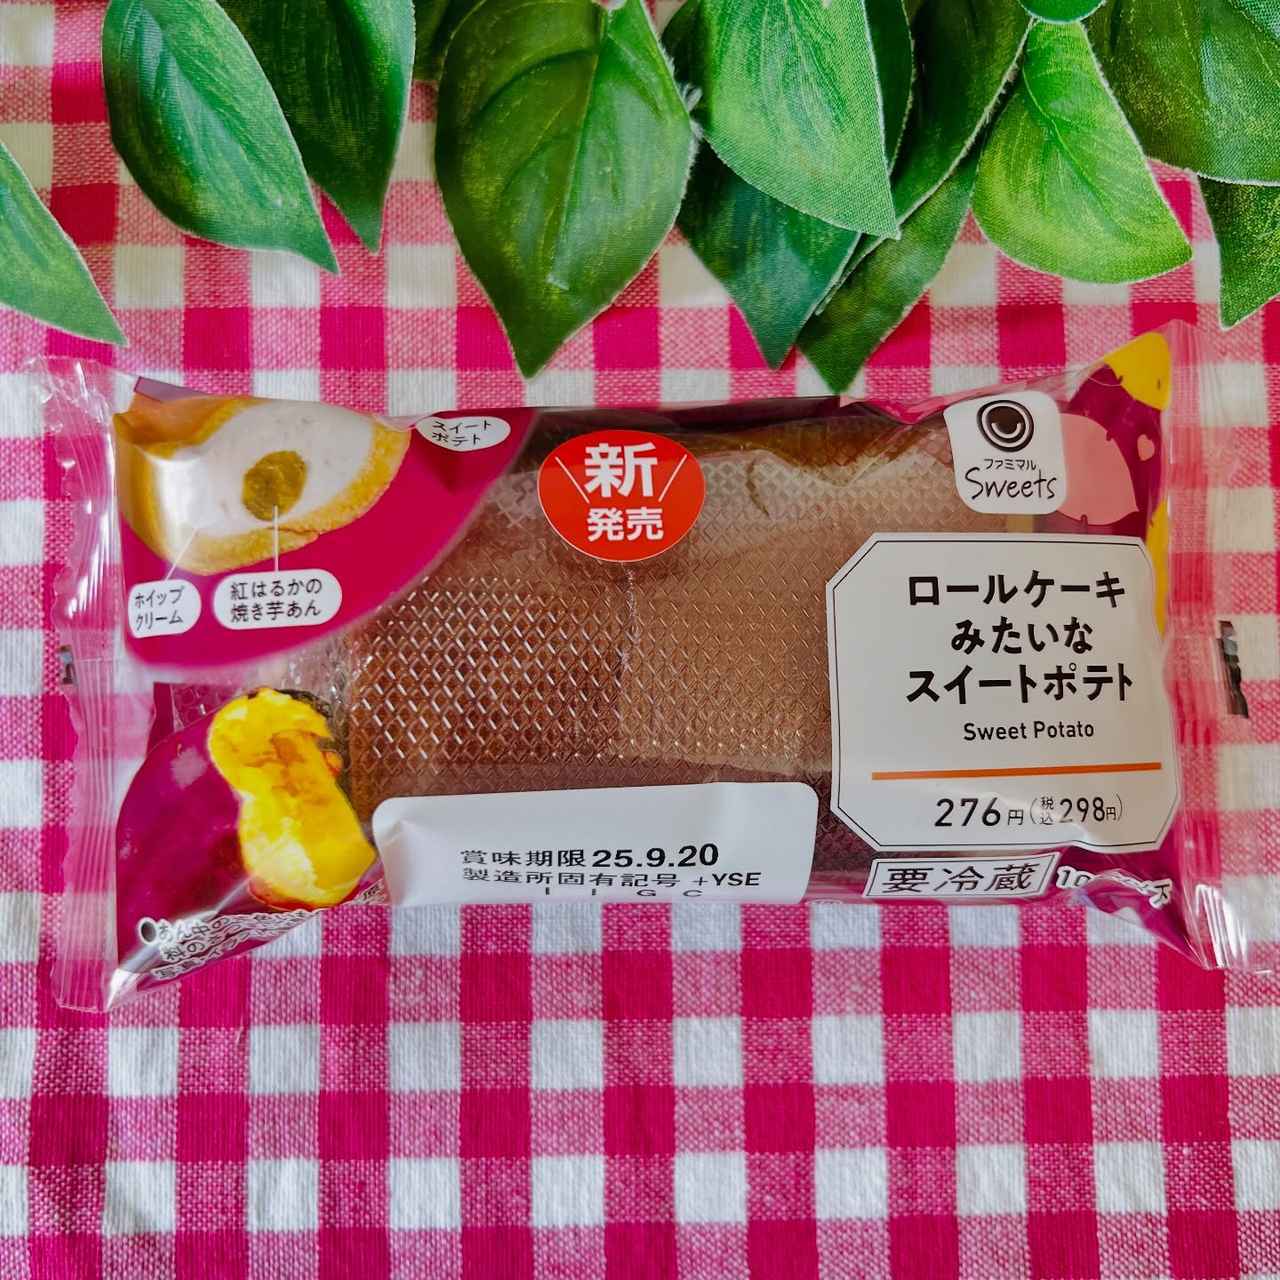 スイート
ポテト
ホイップ
クリーム
紅はるかの
焼き芋あん
新
発売
ファミマル
Sweets
ロールケーキ
みたいな
スイートポテト
Sweet Potato
276円(税込298円)
要冷蔵
賞味期限25.9.20
製造所固有記号 +YSE